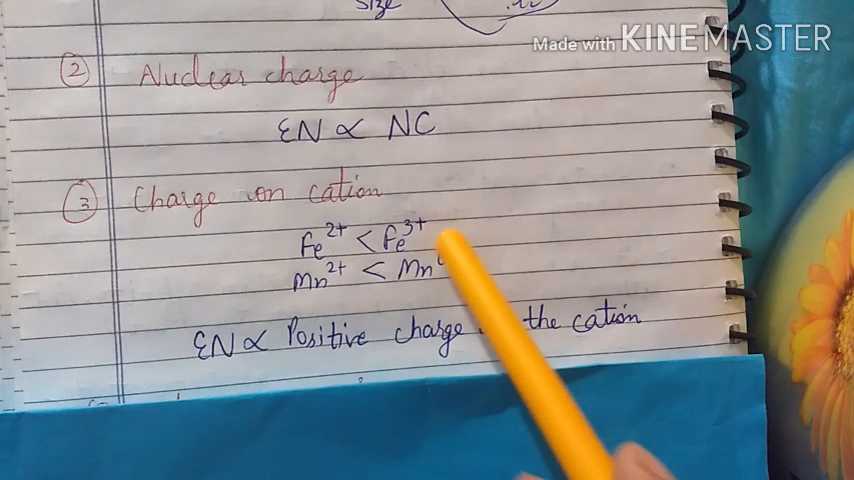 Size
Made with KINEMASTER
② Nuclear charge
EN ∝ NC
③ Charge on cation
Fe²⁺ < Fe³⁺
Mn²⁺ < Mn
EN ∝ Positive charge the cation